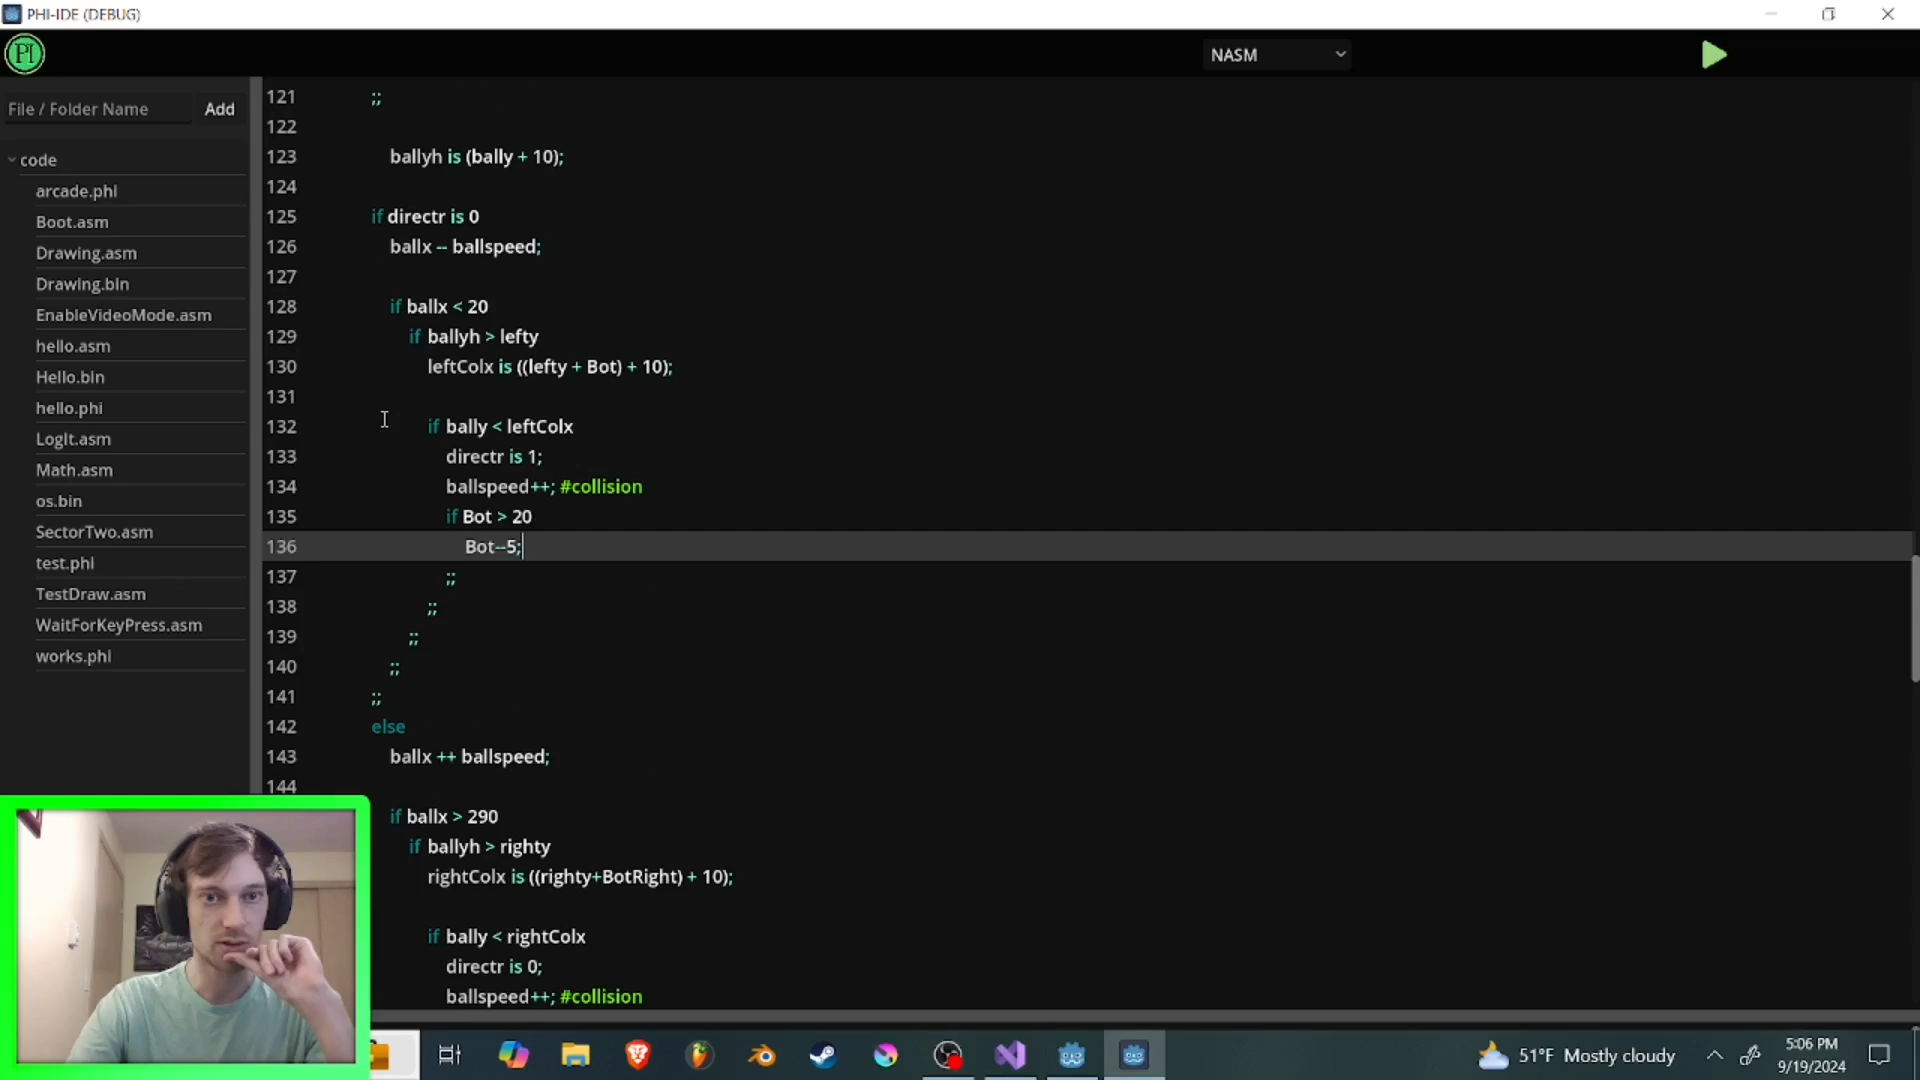 PHI-IDE (DEBUG)
PI
NASM
File / Folder Name
Add
code
arcade.phi
Boot.asm
Drawing.asm
Drawing.bin
EnableVideoMode.asm
hello.asm
Hello.bin
hello.phi
LogIt.asm
Math.asm
os.bin
SectorTwo.asm
test.phi
TestDraw.asm
WaitForKeyPress.asm
works.phi
121 ;;
122
123 ballyh is (bally + 10);
124
125 if directr is 0
126 ballx -- ballspeed;
127
128 if ballx < 20
129 if ballyh > lefty
130 leftColx is ((lefty + Bot) + 10);
131
132 if bally < leftColx
133 directr is 1;
134 ballspeed++; #collision
135 if Bot > 20
136 Bot--5;
137 ;;
138 ;;
139 ;;
140 ;;
141 ;;
142 else
143 ballx ++ ballspeed;
144
if ballx > 290
if ballyh > righty
rightColx is ((righty+BotRight) + 10);
if bally < rightColx
directr is 0;
ballspeed++; #collision
51°F Mostly cloudy
5:06 PM
9/19/2024